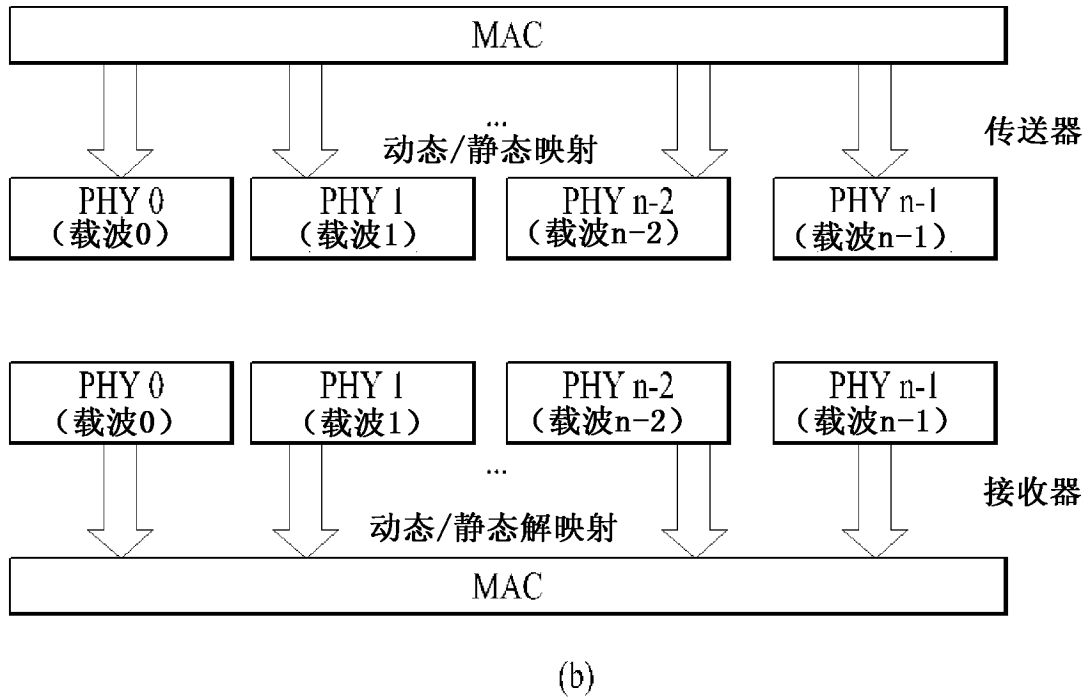 MAC
...
动态/静态映射
传送器
PHY 0
（载波0）
PHY 1
（载波1）
PHY n-2
（载波n-2）
PHY n-1
（载波n-1）
PHY 0
（载波0）
PHY 1
（载波1）
PHY n-2
（载波n-2）
PHY n-1
（载波n-1）
...
接收器
动态/静态解映射
MAC
(b)